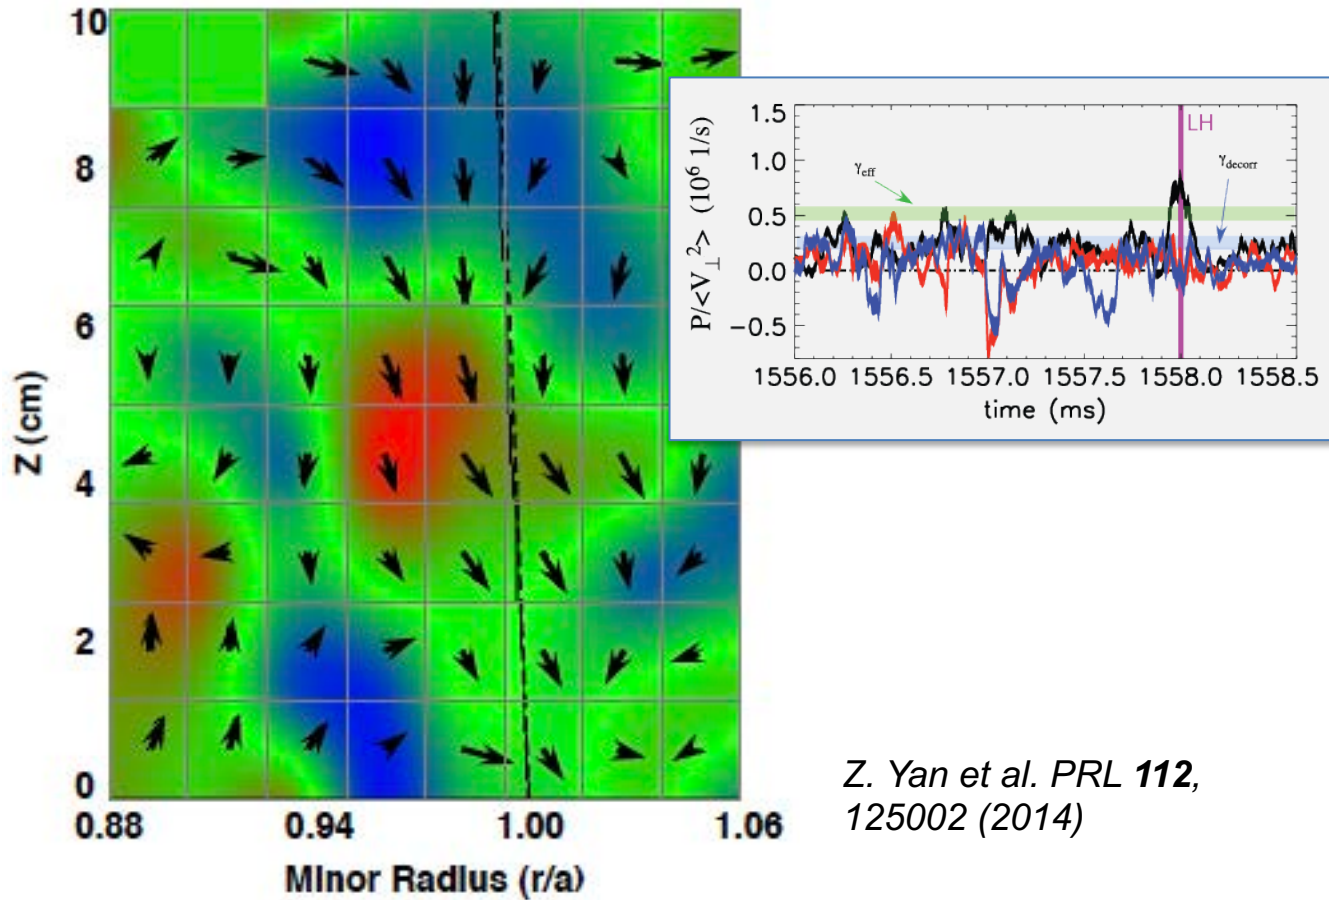 10
8
6
4
2
0
Z (cm)
0.88 0.94 1.00 1.06
Minor Radius (r/a)
1.5
1.0
0.5
0.0
−0.5
P/<V⊥²> (10⁶ 1/s)
LH
γeff
γdecorr
1556.0 1556.5 1557.0 1557.5 1558.0 1558.5
time (ms)
Z. Yan et al. PRL 112,
125002 (2014)